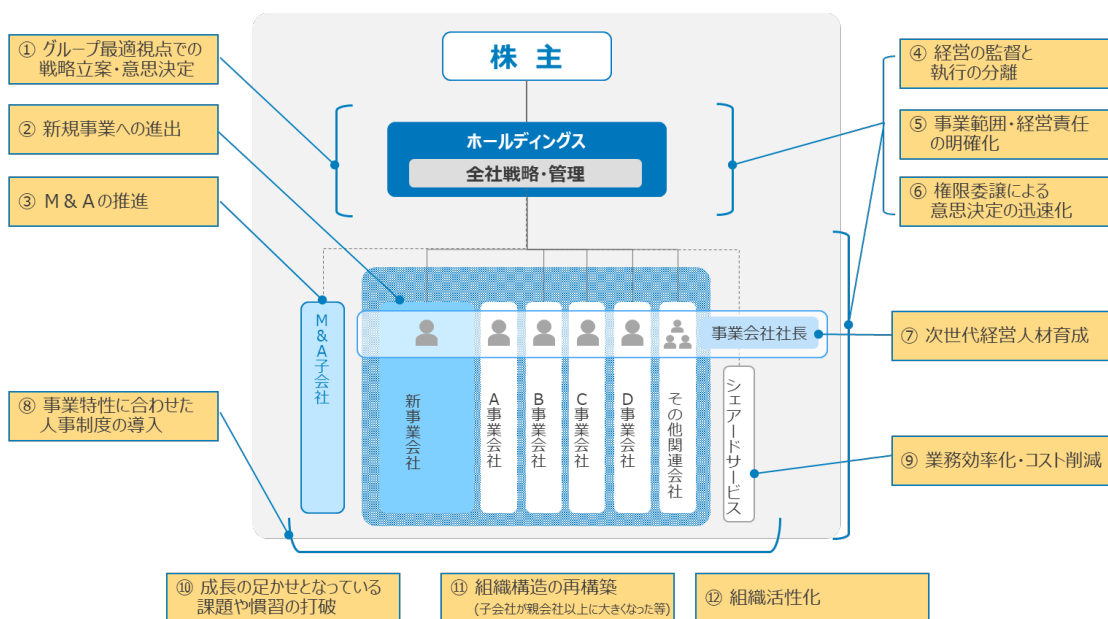 ① グループ最適視点での
戦略立案・意思決定
② 新規事業への進出
③ M&Aの推進
株主
ホールディングス
全社戦略・管理
④ 経営の監督と
執行の分離
⑤ 事業範囲・経営責任
の明確化
⑥ 権限委譲による
意思決定の迅速化
事業会社社長
M&A子会社
新事業会社
A事業会社
B事業会社
C事業会社
D事業会社
その他関連会社
シェアードサービス
⑦ 次世代経営人材育成
⑧ 事業特性に合わせた
人事制度の導入
⑨ 業務効率化・コスト削減
⑩ 成長の足かせとなっている
課題や慣習の打破
⑪ 組織構造の再構築
(子会社が親会社以上に大きくなった等)
⑫ 組織活性化